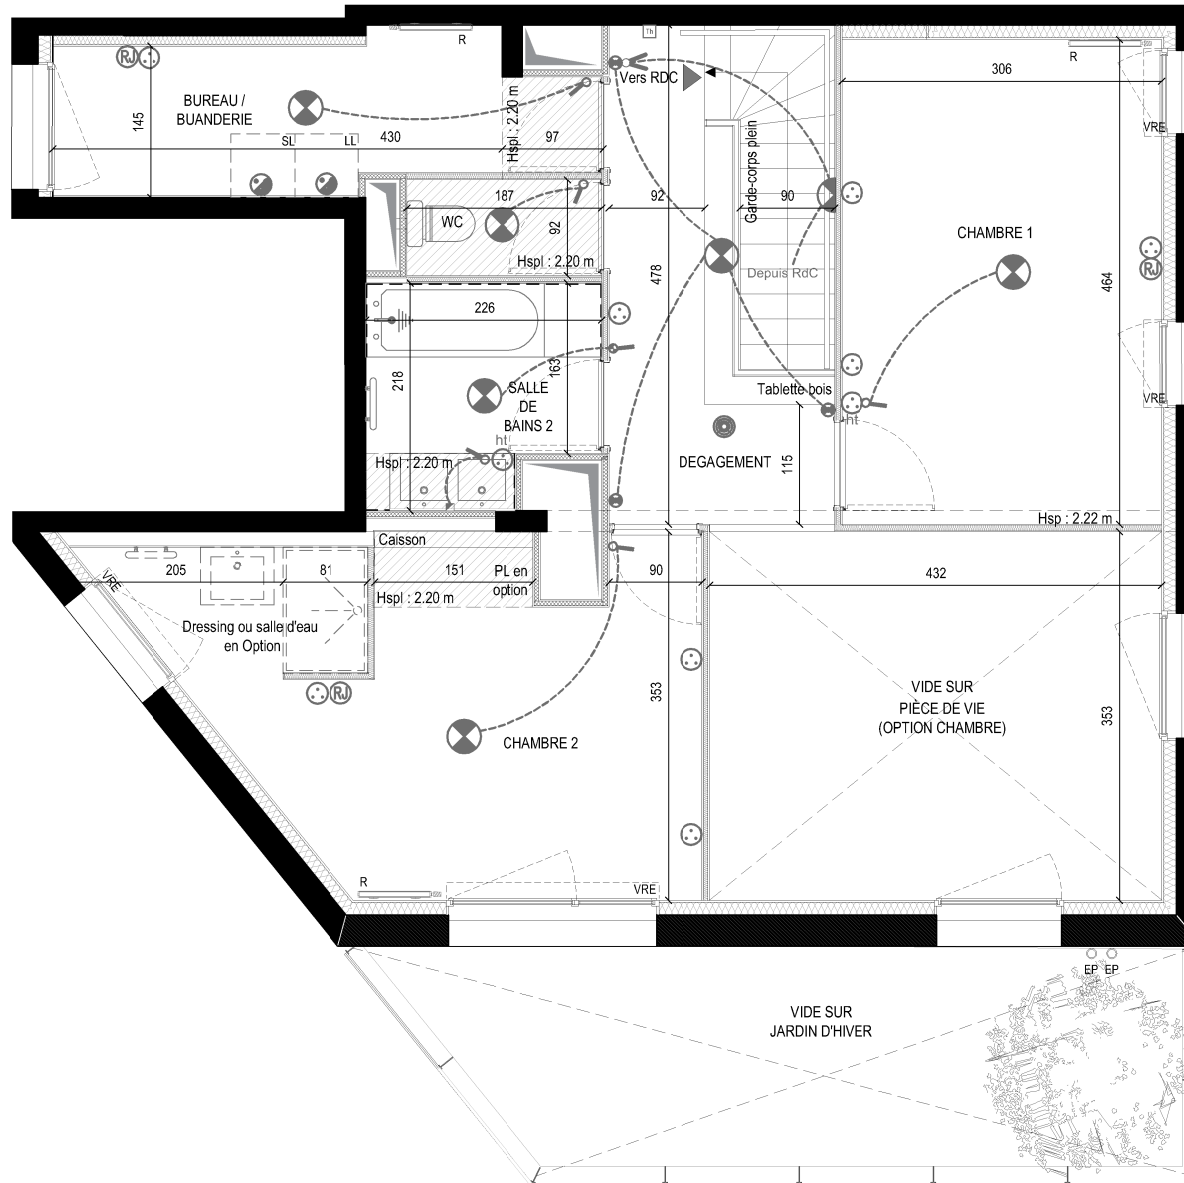 R
Th
RJ
Vers RDC
306
R
BUREAU /
BUANDERIE
145
430
Hspl : 2.20 m
97
SL
LL
Garde-corps plein
VRE
187
92
90
WC
92
Hspl : 2.20 m
CHAMBRE 1
RJ
Depuis RdC
478
464
226
218
163
SALLE
DE
BAINS 2
ht
Tablette bois
VRE
ht
Hspl : 2.20 m
DEGAGEMENT
115
Hsp : 2.22 m
Caisson
VRE
205
81
151
PL en
option
90
432
Hspl : 2.20 m
Dressing ou salle d'eau
en Option
RJ
353
VIDE SUR
PIÈCE DE VIE
(OPTION CHAMBRE)
353
CHAMBRE 2
R
VRE
EP EP
VIDE SUR
JARDIN D'HIVER